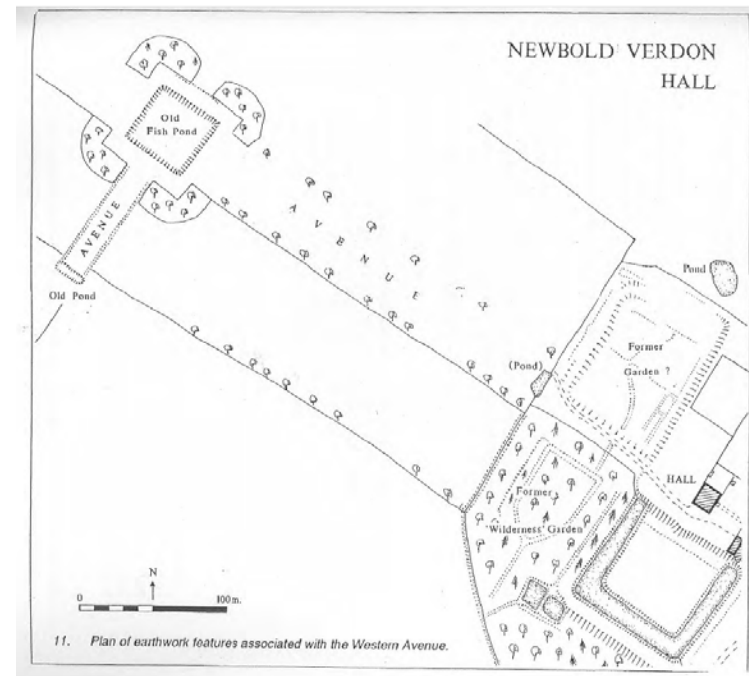 NEWBOLD VERDON
HALL
Old
Fish Pond
AVENUE
AVENUE
Old Pond
Pond
(Pond)
Former
Garden ?
HALL
Former
'Wilderness' Garden
N
0
100m.
11. Plan of earthwork features associated with the Western Avenue.